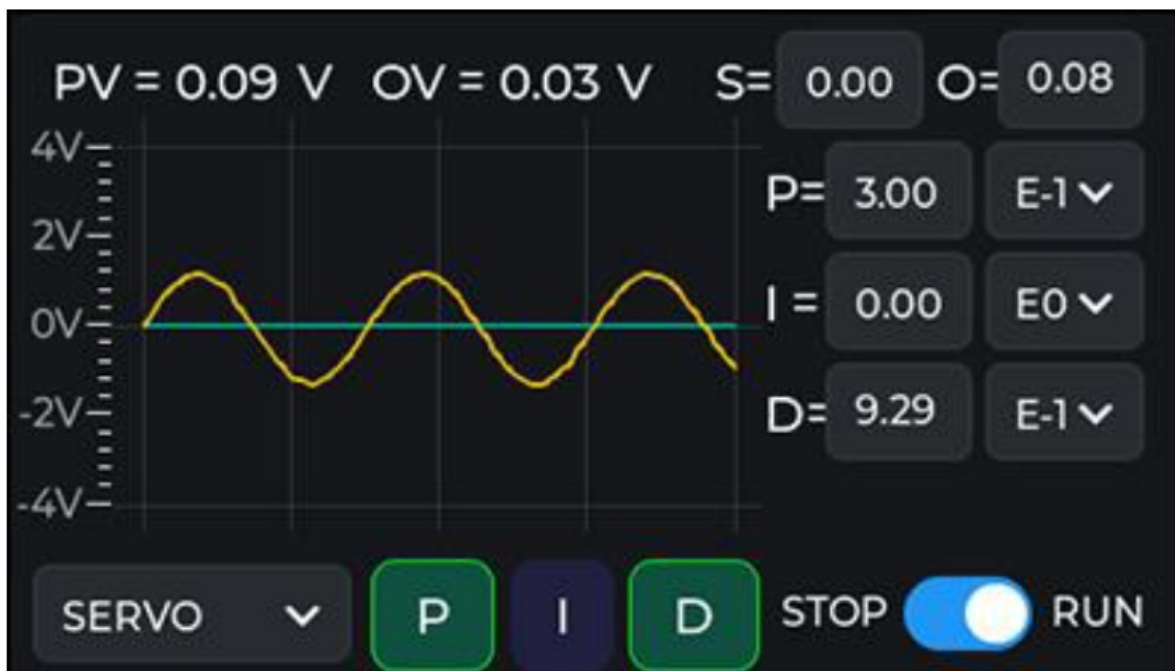 PV = 0.09 V OV = 0.03 V S= 0.00 O= 0.08
4V
P= 3.00 E-1
2V
I = 0.00 E0
0V
D= 9.29 E-1
-2V
-4V
SERVO P I D STOP RUN